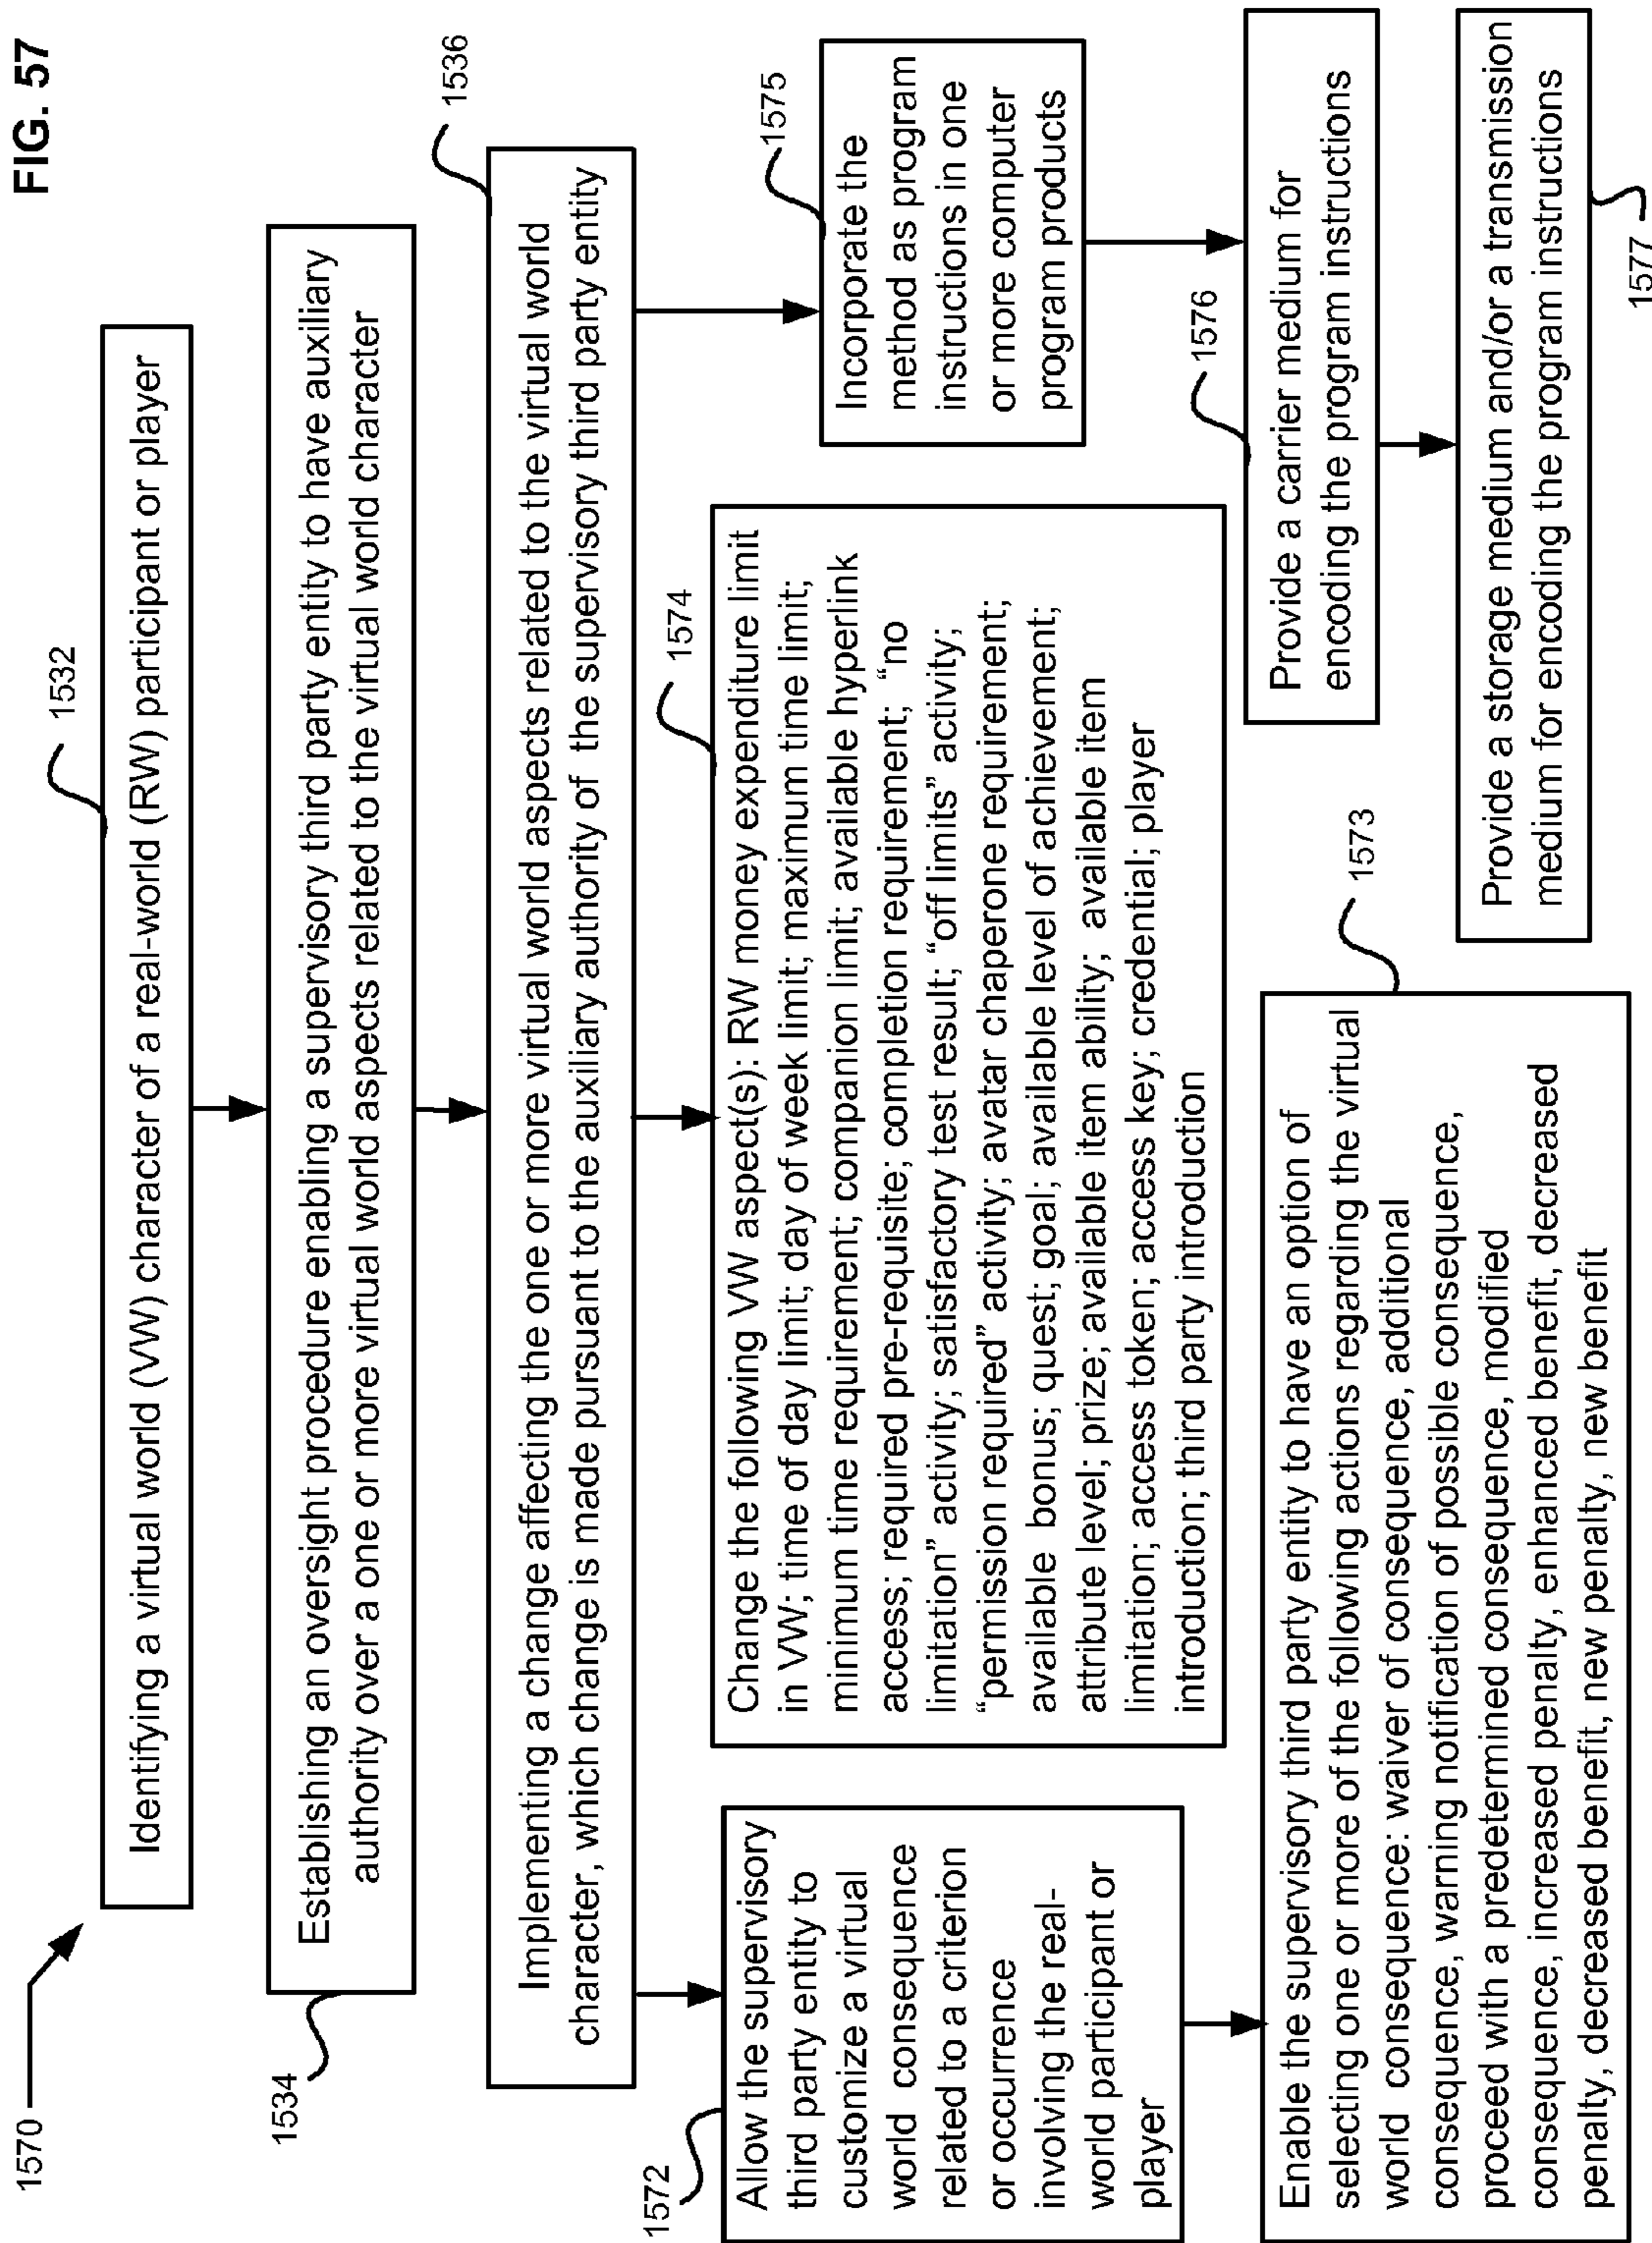 FIG. 57
1570
1532
Identifying a virtual world (VW) character of a real-world (RW) participant or player
1534
Establishing an oversight procedure enabling a supervisory third party entity to have auxiliary
authority over a one or more virtual world aspects related to the virtual world character
1536
Implementing a change affecting the one or more virtual world aspects related to the virtual world
character, which change is made pursuant to the auxiliary authority of the supervisory third party entity
1572
Allow the supervisory
third party entity to
customize a virtual
world consequence
related to a criterion
or occurrence
involving the real-
world participant or
player
1574
Change the following VW aspect(s): RW money expenditure limit
in VW; time of day limit; day of week limit; maximum time limit;
minimum time requirement; companion limit; available hyperlink
access; required pre-requisite; completion requirement; “no
limitation” activity; satisfactory test result; “off limits” activity;
“permission required” activity; avatar chaperone requirement;
available bonus; quest; goal; available level of achievement;
attribute level; prize; available item ability; available item
limitation; access token; access key; credential; player
introduction; third party introduction
1575
Incorporate the
method as program
instructions in one
or more computer
program products
1573
Enable the supervisory third party entity to have an option of
selecting one or more of the following actions regarding the virtual
world consequence: waiver of consequence, additional
consequence, warning notification of possible consequence,
proceed with a predetermined consequence, modified
consequence, increased penalty, enhanced benefit, decreased
penalty, decreased benefit, new penalty, new benefit
1576
Provide a carrier medium for
encoding the program instructions
Provide a storage medium and/or a transmission
medium for encoding the program instructions
1577